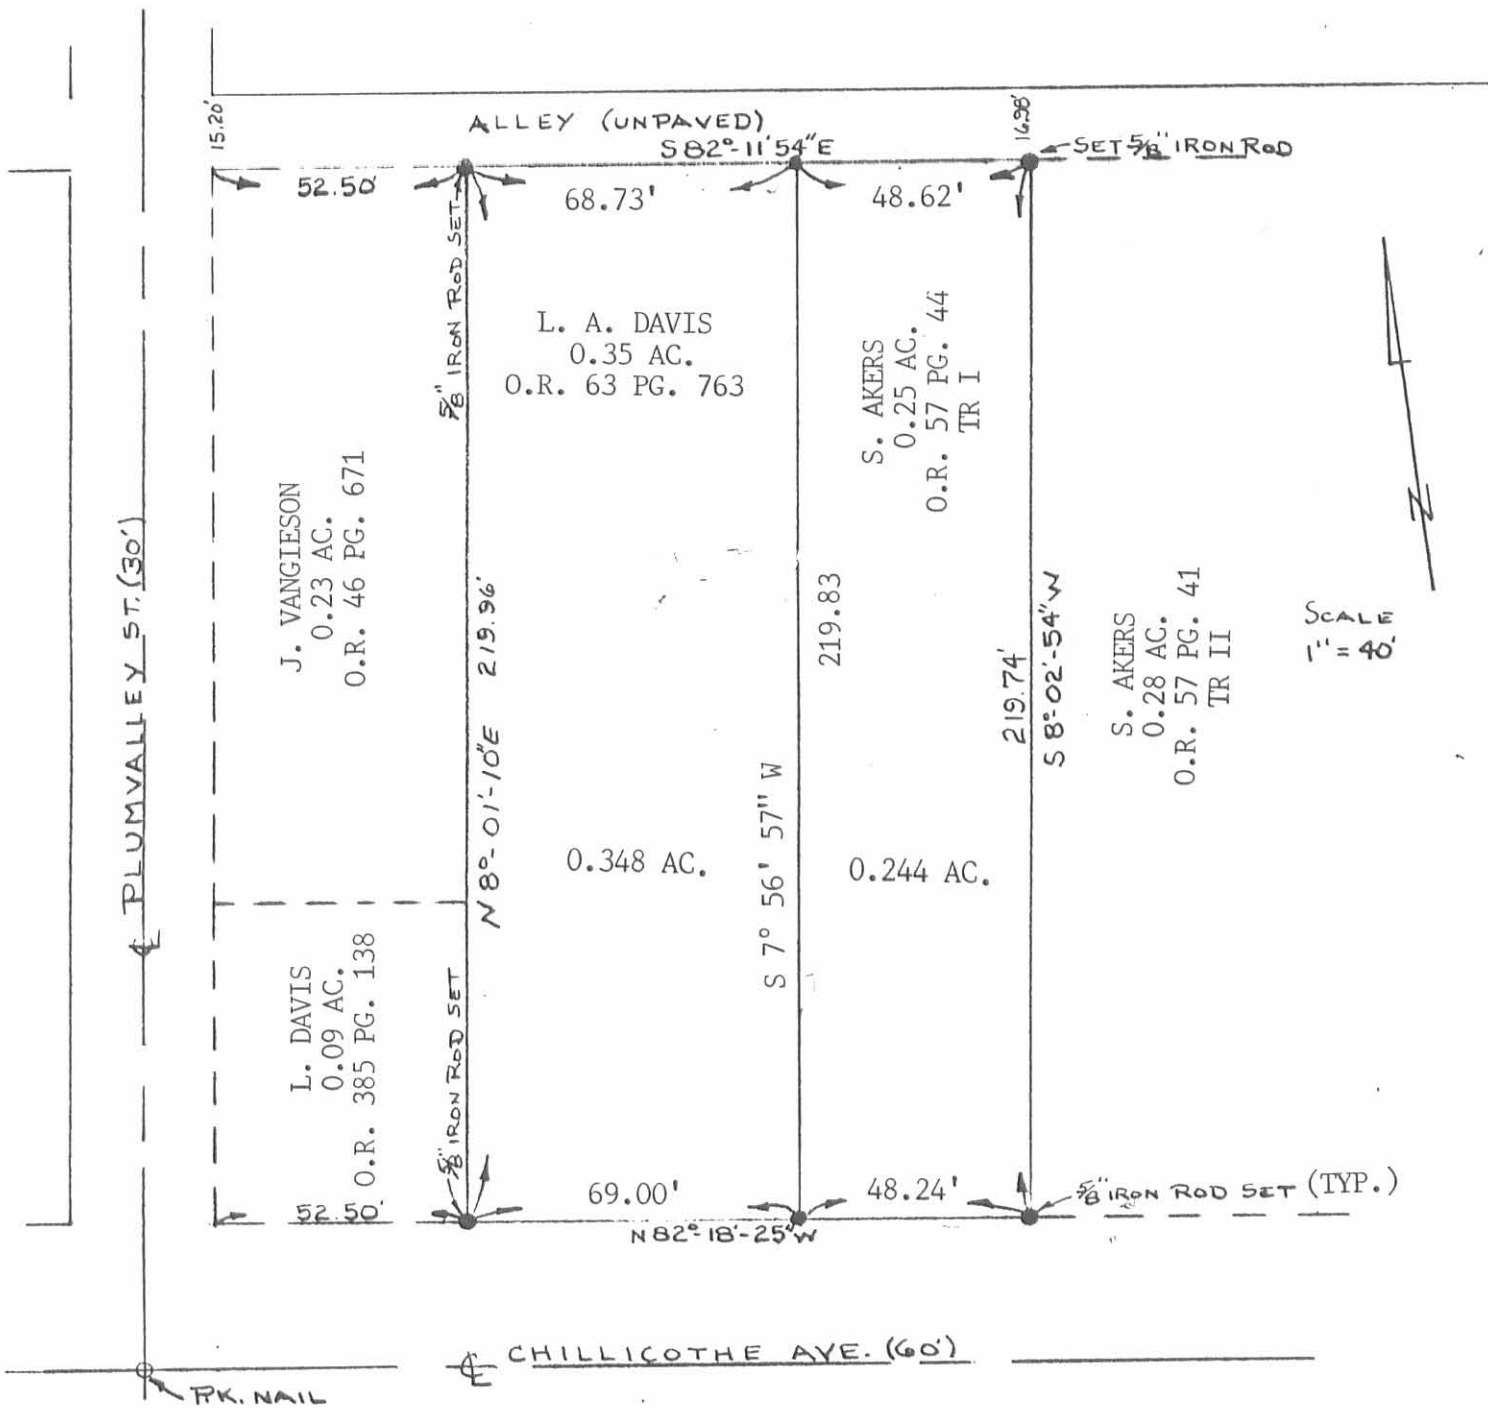 15.20'
ALLEY (UNPAVED)
S82°-11'54"E
16.98'
SET 5/8" IRON ROD
52.50'
68.73'
48.62'
5/8" IRON ROD SET
L. A. DAVIS
0.35 AC.
O.R. 63 PG. 763
S. AKERS
0.25 AC.
O.R. 57 PG. 44
TR I
J. VANGIESON
0.23 AC.
O.R. 46 PG. 671
PLUMVALLEY ST. (30')
N8°-01'-10"E 219.96'
219.83
S 7° 56' 57" W
219.74'
S8°-02'-54"W
S. AKERS
0.28 AC.
O.R. 57 PG. 41
TR II
SCALE
1" = 40'
N
0.348 AC.
0.244 AC.
L. DAVIS
0.09 AC.
O.R. 385 PG. 138
5/8" IRON ROD SET
52.50'
69.00'
48.24'
5/8" IRON ROD SET (TYP.)
N82°-18'-25"W
CHILLICOTHE AVE. (60')
P.K. NAIL